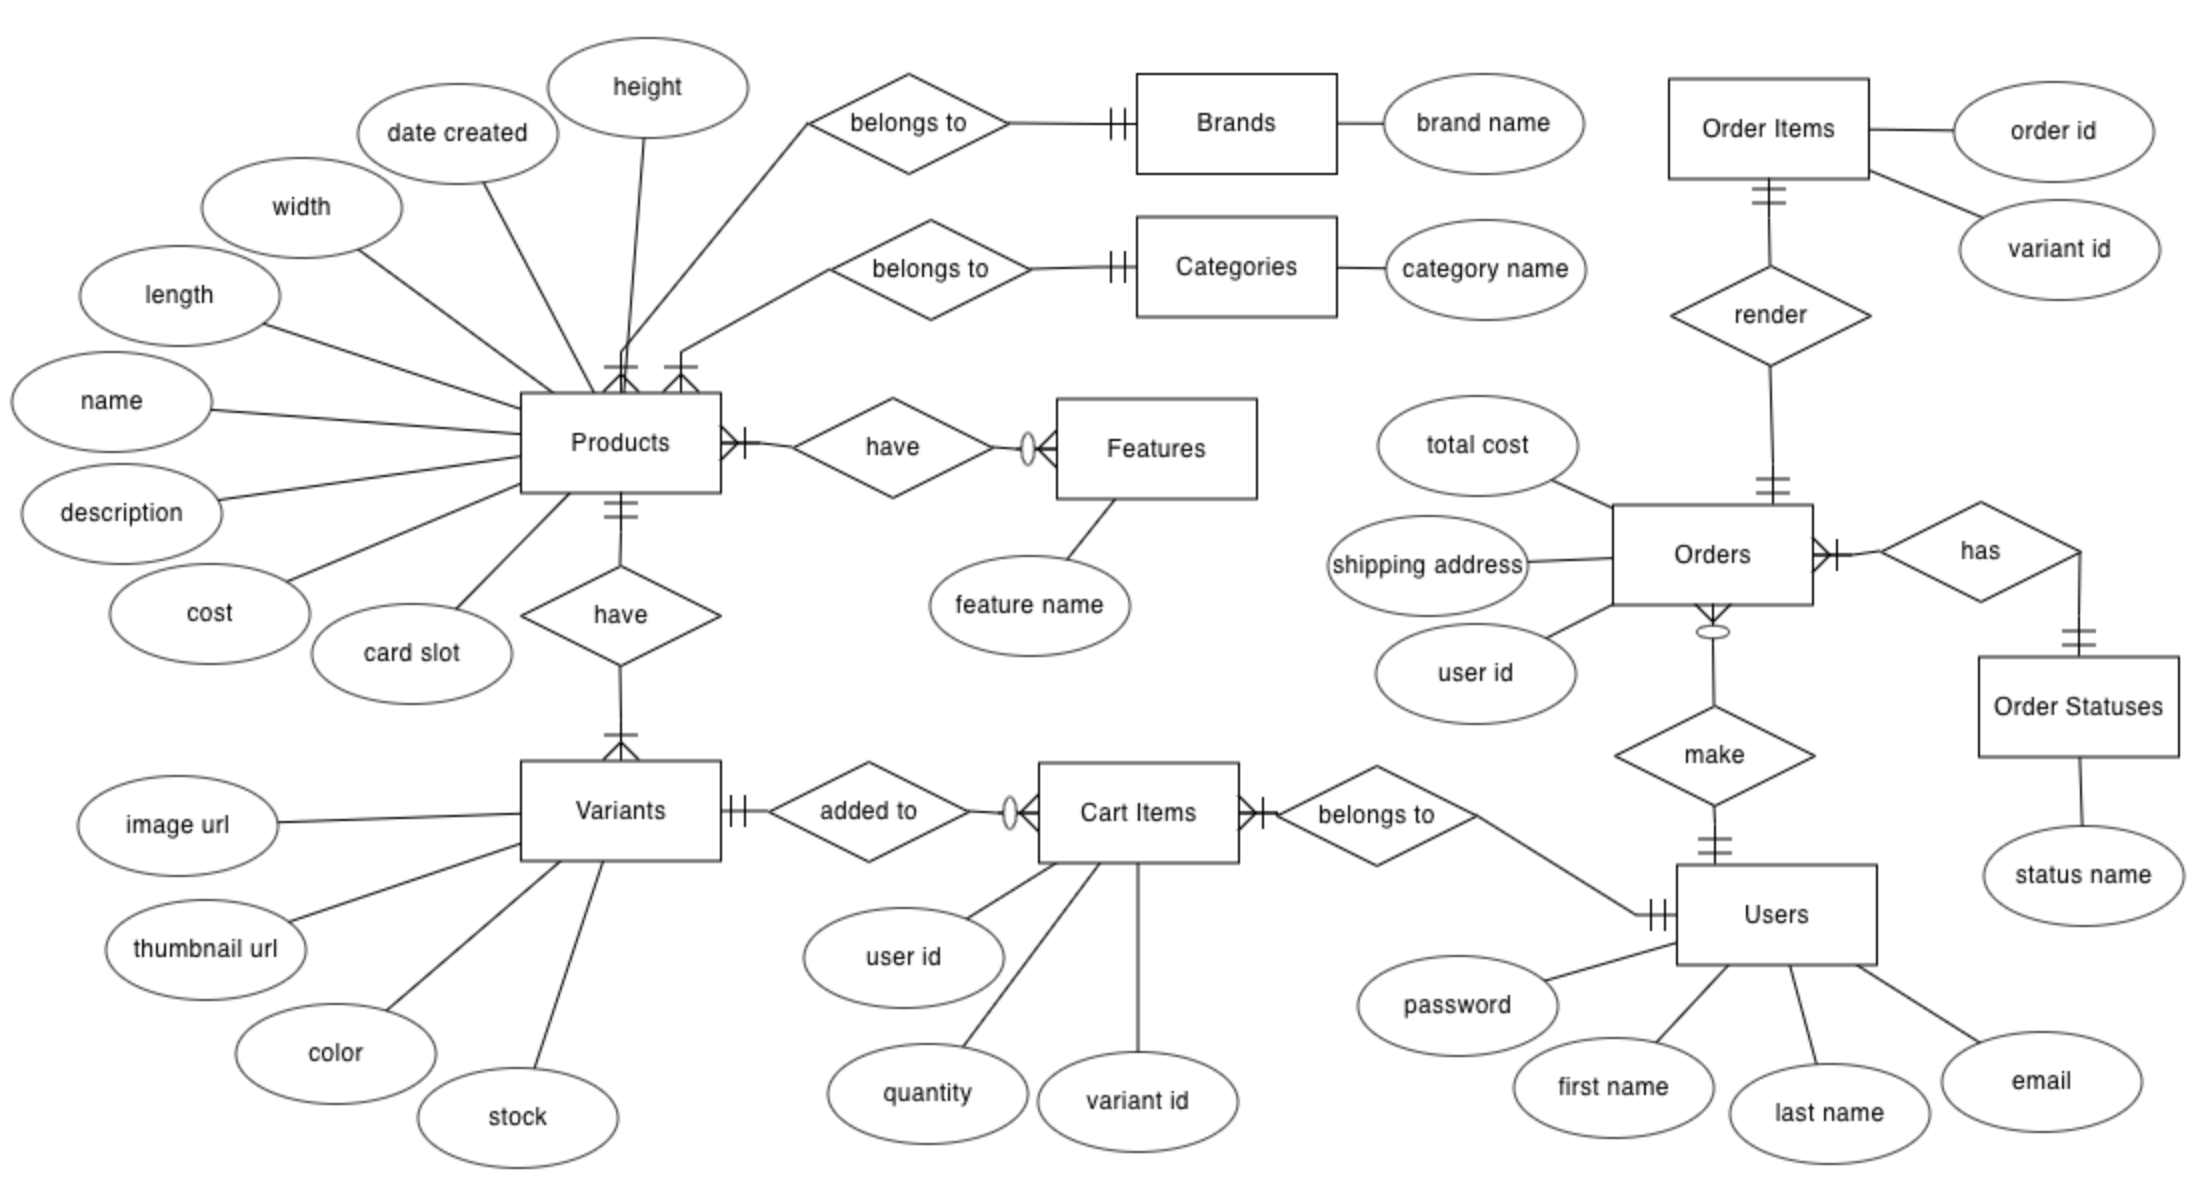 height
date created
belongs to
Brands
brand name
Order Items
order id
width
belongs to
Categories
category name
variant id
length
render
name
Products
have
Features
total cost
description
shipping address
Orders
has
cost
have
feature name
card slot
user id
Order Statuses
make
image url
Variants
added to
Cart Items
belongs to
status name
thumbnail url
user id
Users
password
color
quantity
variant id
first name
last name
email
stock